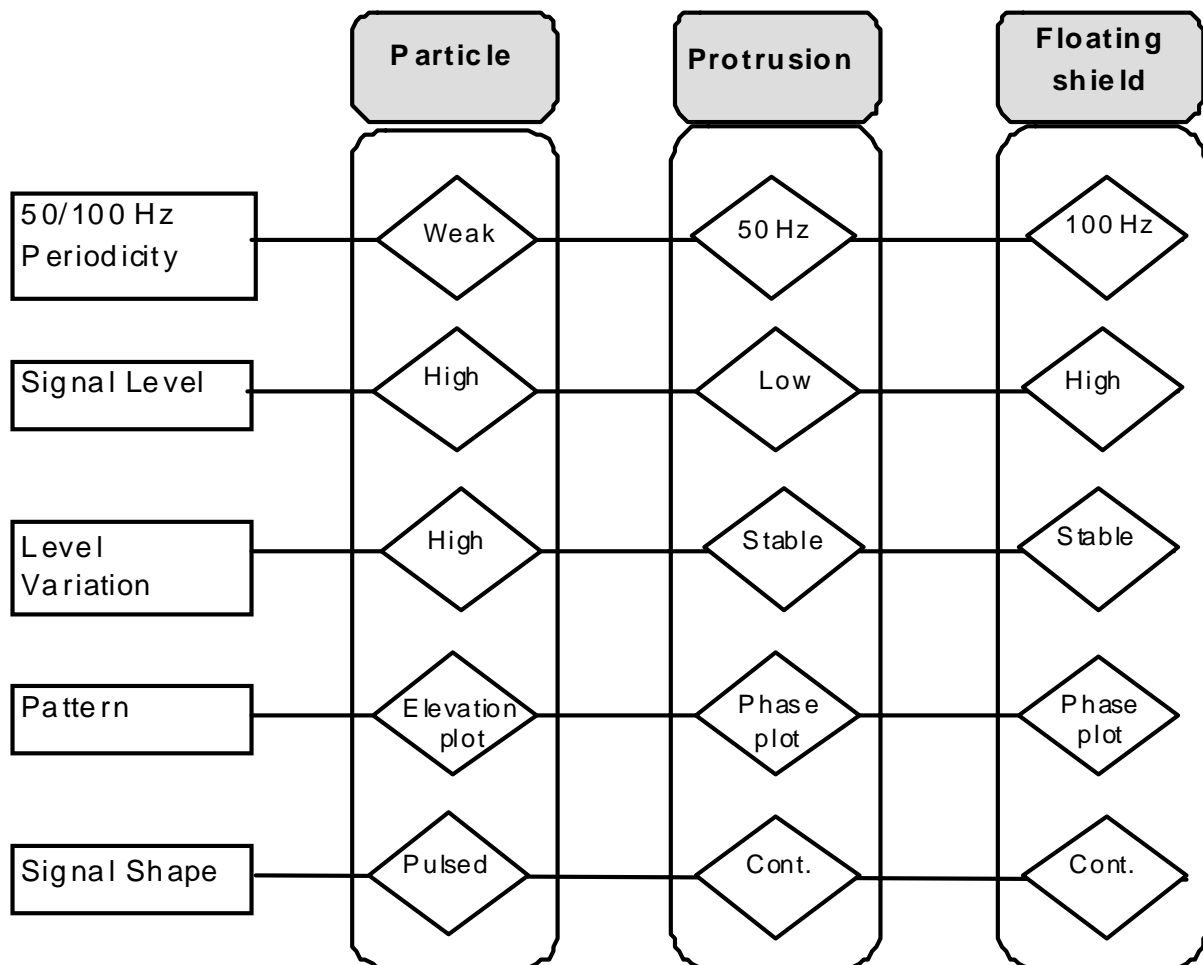 Particle
Protrusion
Floating
shield
50/100 Hz
Periodicity
Weak
50 Hz
100 Hz
Signal Level
High
Low
High
Level
Variation
High
Stable
Stable
Pattern
Elevation
plot
Phase
plot
Phase
plot
Signal Shape
Pulsed
Cont.
Cont.